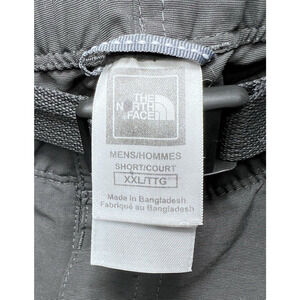 THE
NORTH
FACE
MENS/HOMMES
SHORT/COURT
XXL/TTG
Made in Bangladesh
Fabriqué au Bangladesh